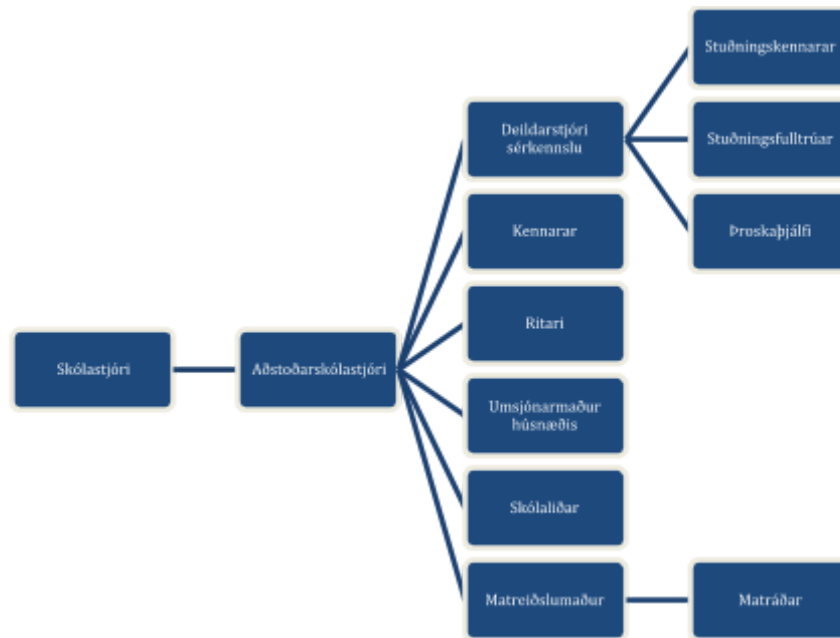 Stuðningskennarar
Deildarstjóri
sérkennslu
Stuðningsfulltrúar
Kennarar
Þroskaþjálfi
Ritari
Skólastjóri
Aðstoðarskólastjóri
Umsjónarmaður
húsnæðis
Skólaliðar
Matreiðslumaður
Matráðar